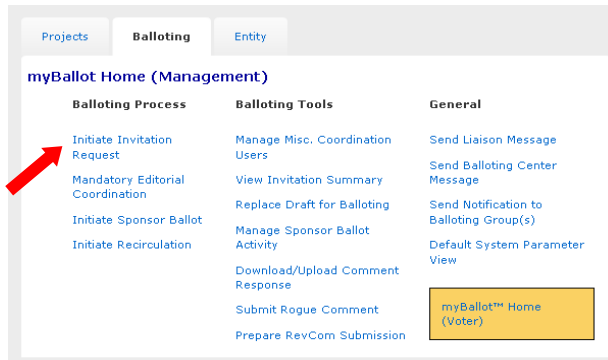 Projects
Balloting
Entity
myBallot Home (Management)
Balloting Process
Initiate Invitation
Request
Mandatory Editorial
Coordination
Initiate Sponsor Ballot
Initiate Recirculation
Balloting Tools
Manage Misc. Coordination
Users
View Invitation Summary
Replace Draft for Balloting
Manage Sponsor Ballot
Activity
Download/Upload Comment
Response
Submit Rogue Comment
Prepare RevCom Submission
General
Send Liaison Message
Send Balloting Center
Message
Send Notification to
Balloting Group(s)
Default System Parameter
View
myBallot™ Home
(Voter)